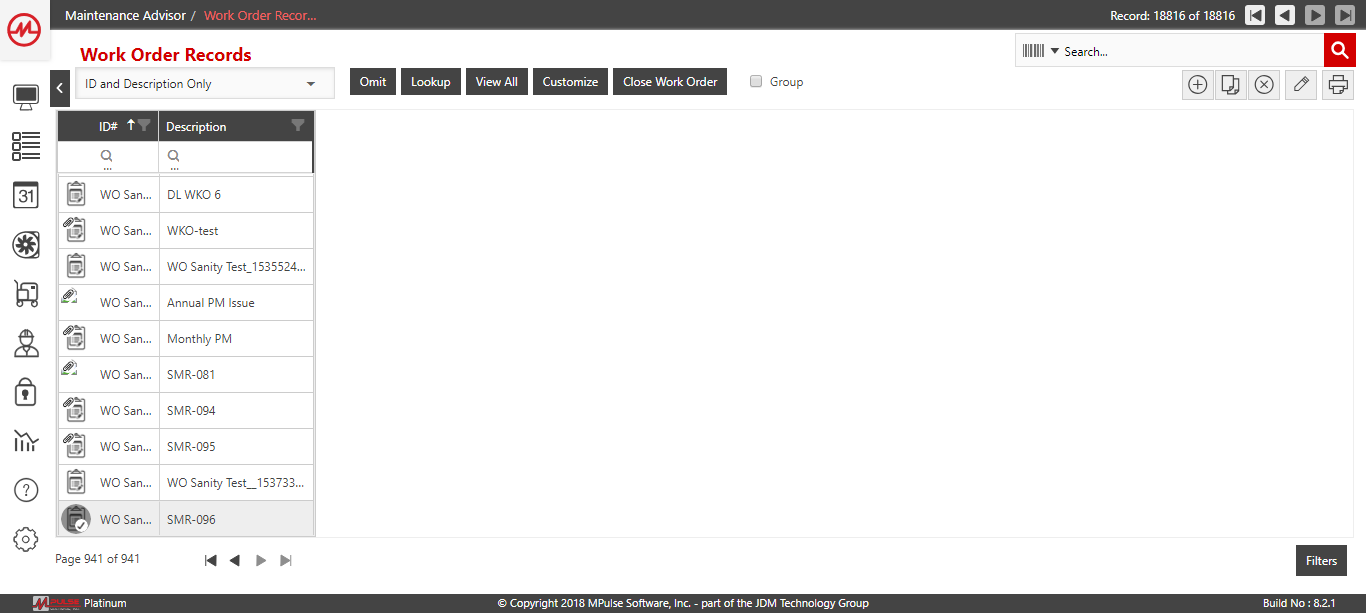 Maintenance Advisor / Work Order Recor... Record: 18816 of 18816
Work Order Records
Search...
ID and Description Only
Omit Lookup View All Customize Close Work Order Group
31
ID# Description
... ...
WO San... DL WKO 6
WO San... WKO-test
WO San... WO Sanity Test_1535524...
WO San... Annual PM Issue
WO San... Monthly PM
WO San... SMR-081
WO San... SMR-094
WO San... SMR-095
WO San... WO Sanity Test__153733...
WO San... SMR-096
Page 941 of 941
Filters
MPULSE Platinum © Copyright 2018 MPulse Software, Inc. - part of the JDM Technology Group Build No : 8.2.1